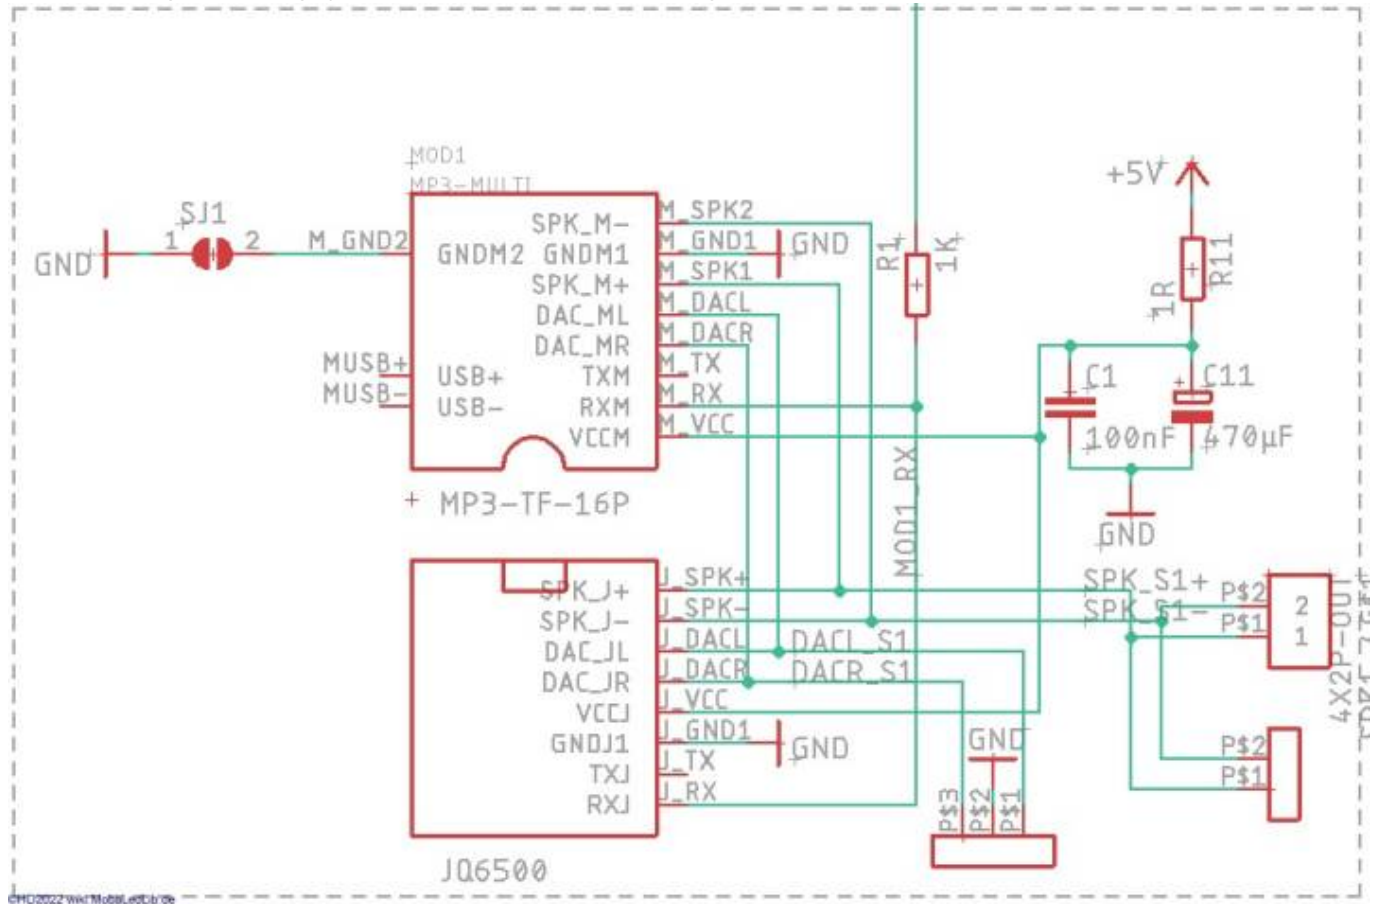 MOD1
MP3-MULTI
SJ1
1
2
GND
M_GND2
GNDM2
USB+
USB-
MUSB+
MUSB-
SPK_M-
GNDM1
SPK_M+
DAC_ML
DAC_MR
TXM
RXM
VCCM
M_SPK2
M_GND1
M_SPK1
M_DACL
M_DACR
M_TX
M_RX
M_VCC
GND
MP3-TF-16P
R1
1K
MOD1_RX
+5V
R11
1R
C1
100nF
C11
470µF
GND
SPK_J+
SPK_J-
DAC_JL
DAC_JR
VCCJ
GNDJ1
TXJ
RXJ
J_SPK+
J_SPK-
J_DACL
J_DACR
J_VCC
J_GND1
J_TX
J_RX
GND
JQ6500
DACL_S1
DACR_S1
SPK_S1+
SPK_S1-
P$2
P$1
2
1
4X2P-OUT
P$2
P$1
GND
P$3
P$2
P$1